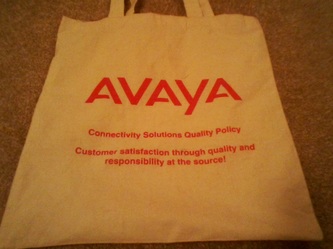 AVAYA
Connectivity Solutions Quality Policy
Customer satisfaction through quality and
responsibility at the source!